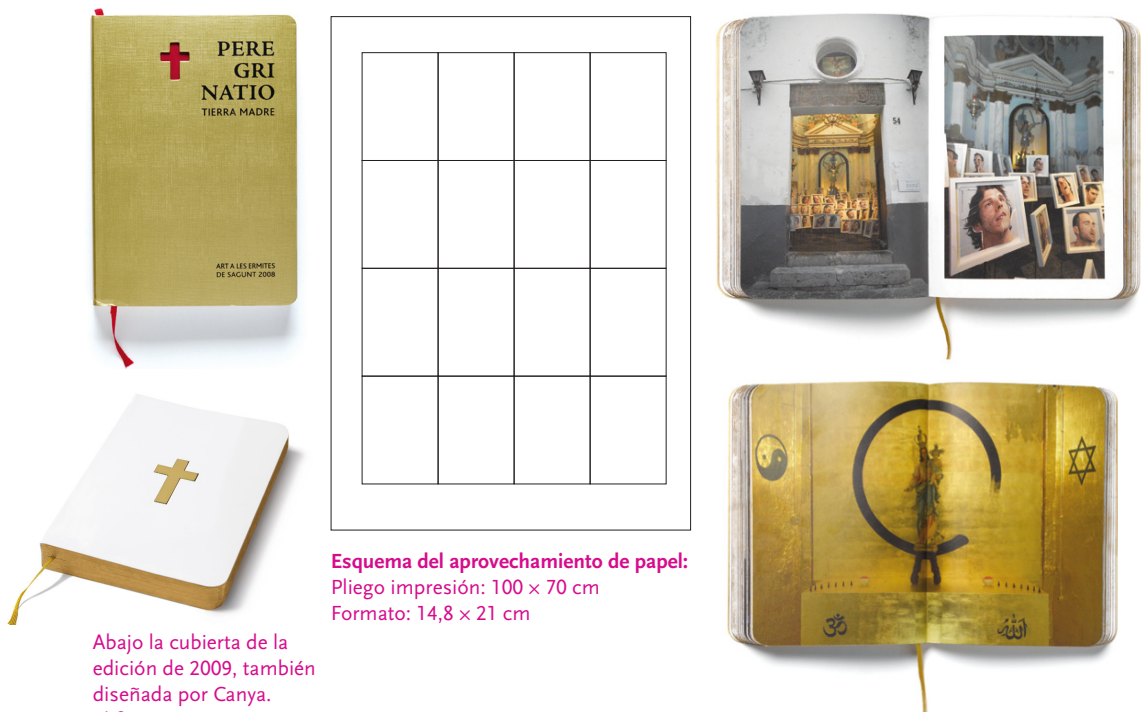 PERE
GRI
NATIO
TIERRA MADRE
ART A LES ERMITES
DE SAGUNT 2008
54
Esquema del aprovechamiento de papel:
Pliego impresión: 100 × 70 cm
Formato: 14,8 × 21 cm
Abajo la cubierta de la
edición de 2009, también
diseñada por Canya.
ॐ
الله